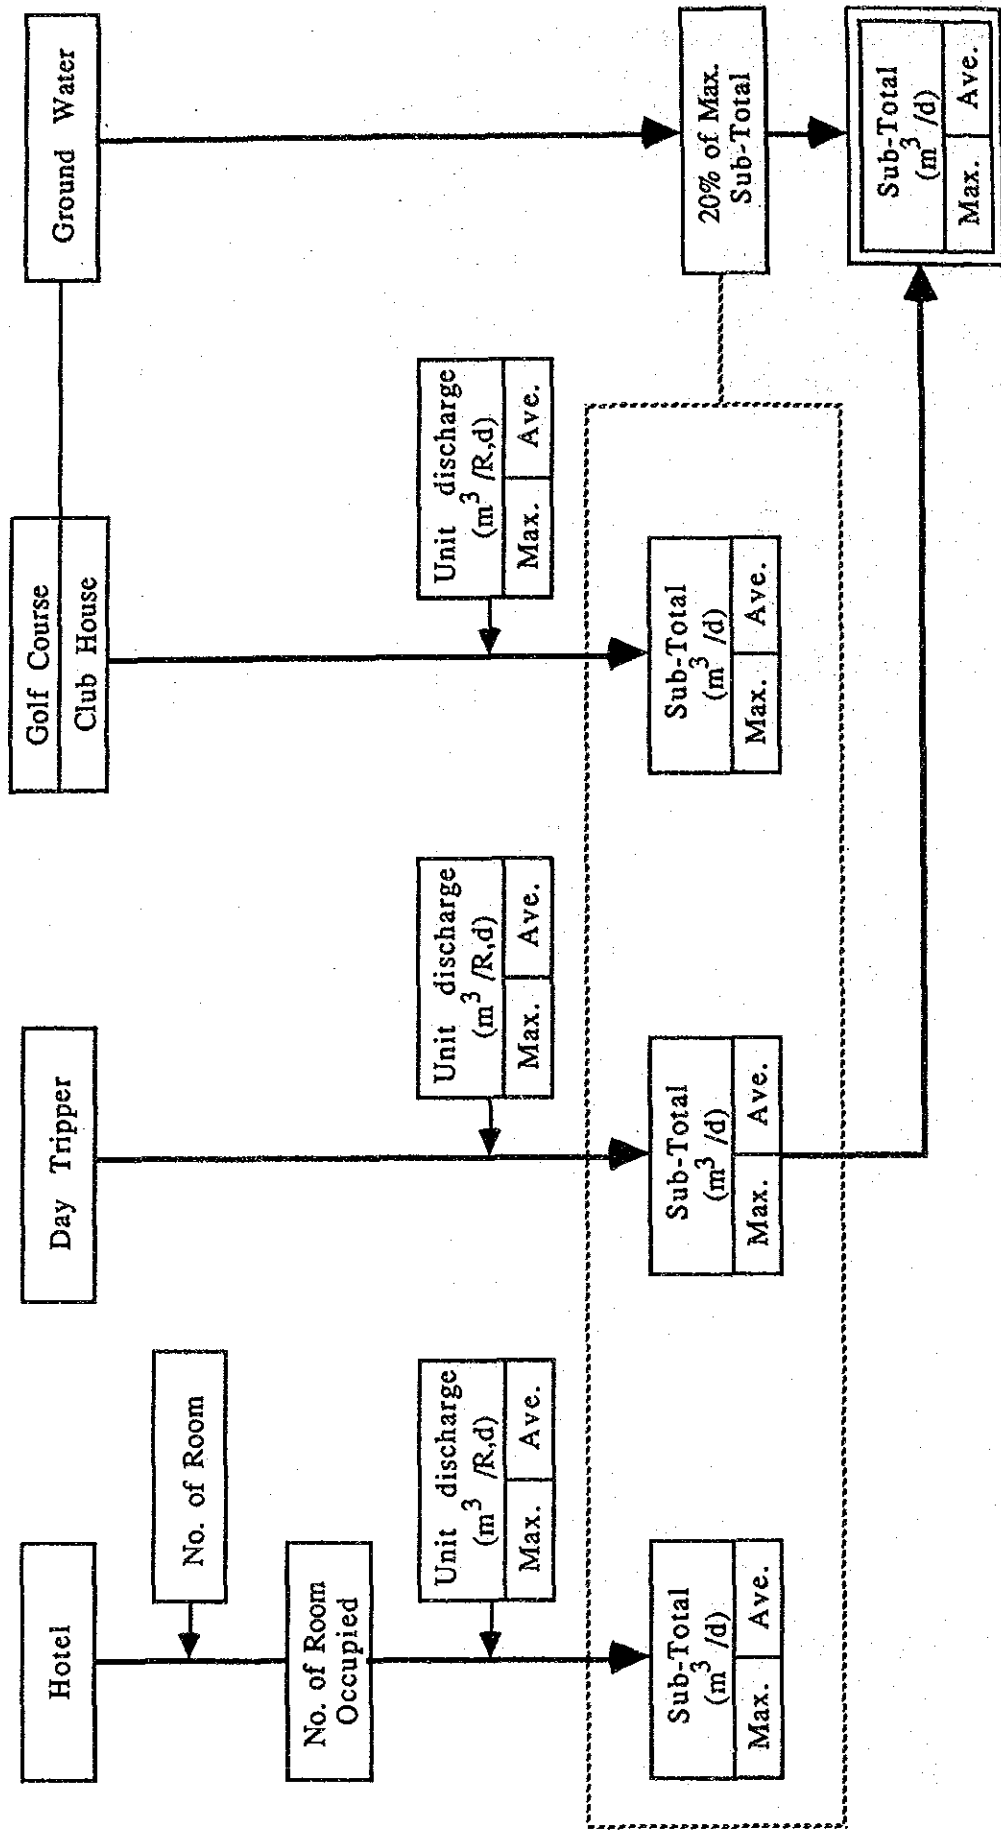 Hotel
No. of Room
No. of Room
Occupied
Unit discharge
(m³ /R,d)
Max. Ave.
Sub-Total
(m³ /d)
Max. Ave.
Day Tripper
Unit discharge
(m³ /R,d)
Max. Ave.
Sub-Total
(m³ /d)
Max. Ave.
Golf Course
Club House
Unit discharge
(m³ /R,d)
Max. Ave.
Sub-Total
(m³ /d)
Max. Ave.
Ground Water
20% of Max.
Sub-Total
Sub-Total
(m³ /d)
Max. Ave.